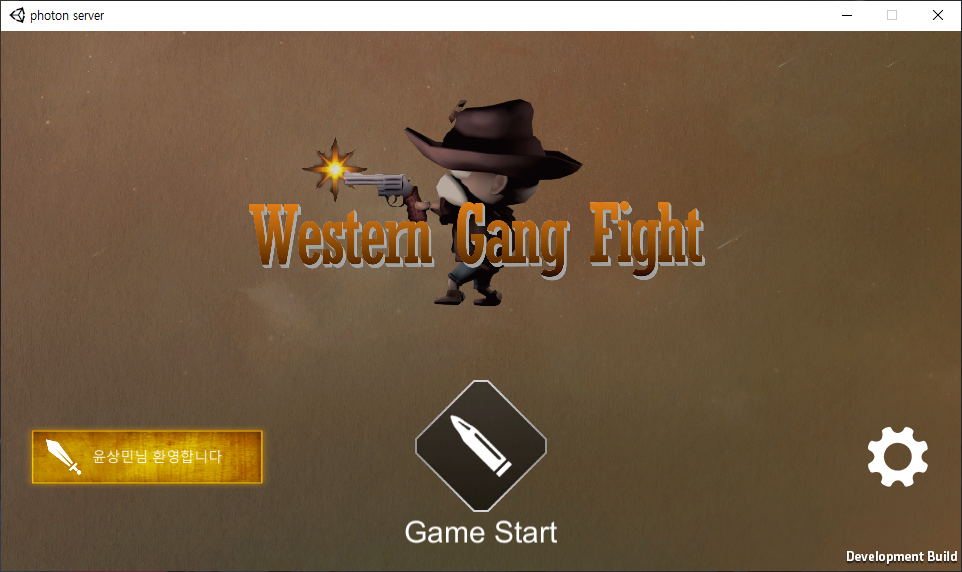 photon server
Western Gang Fight
윤상민님 환영합니다
Game Start
Development Build